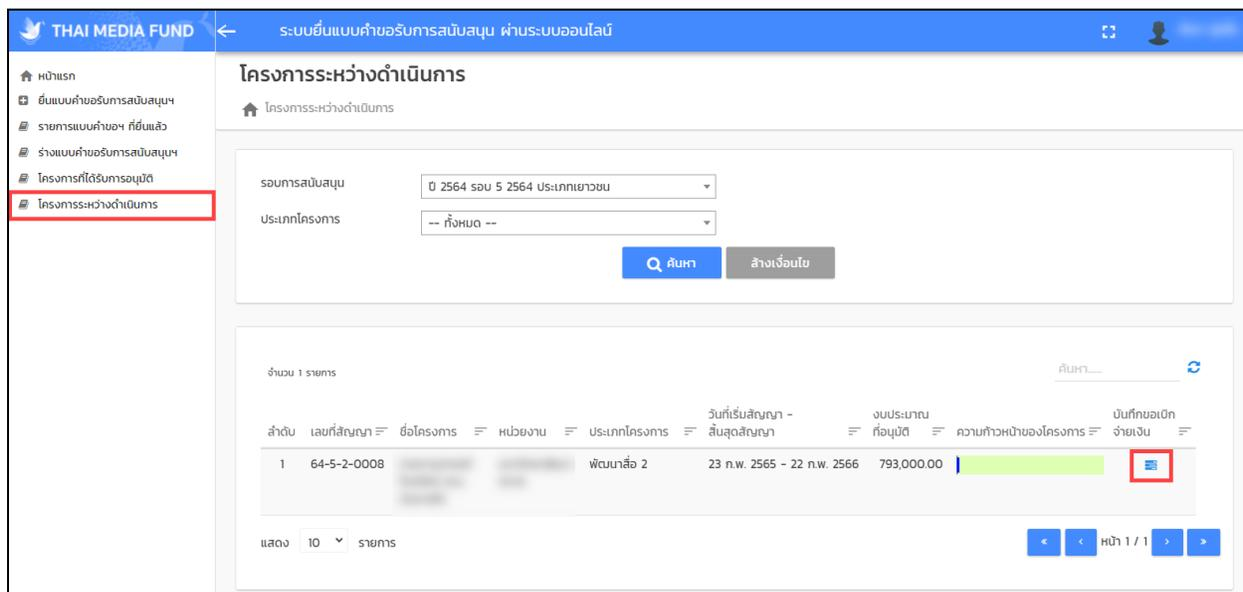 THAI MEDIA FUND
ระบบยื่นแบบคำขอรับการสนับสนุน ผ่านระบบออนไลน์
หน้าแรก
ยื่นแบบคำขอรับการสนับสนุนฯ
รายการแบบคำขอฯ ที่ยื่นแล้ว
ร่างแบบคำขอรับการสนับสนุนฯ
โครงการที่ได้รับการอนุมัติ
โครงการระหว่างดำเนินการ
โครงการระหว่างดำเนินการ
โครงการระหว่างดำเนินการ
รอบการสนับสนุน ปี 2564 รอบ 5 2564 ประเภทเยาวชน
ประเภทโครงการ -- ทั้งหมด --
ค้นหา ล้างเงื่อนไข
จำนวน 1 รายการ ค้นหา.....
ลำดับ เลขที่สัญญา ชื่อโครงการ หน่วยงาน ประเภทโครงการ วันที่เริ่มสัญญา - สิ้นสุดสัญญา งบประมาณ ที่อนุมัติ ความก้าวหน้าของโครงการ บันทึกขอเบิก จ่ายเงิน
1 64-5-2-0008 พัฒนาสื่อ 2 23 ก.พ. 2565 - 22 ก.พ. 2566 793,000.00
แสดง 10 รายการ « ‹ หน้า 1 / 1 › »